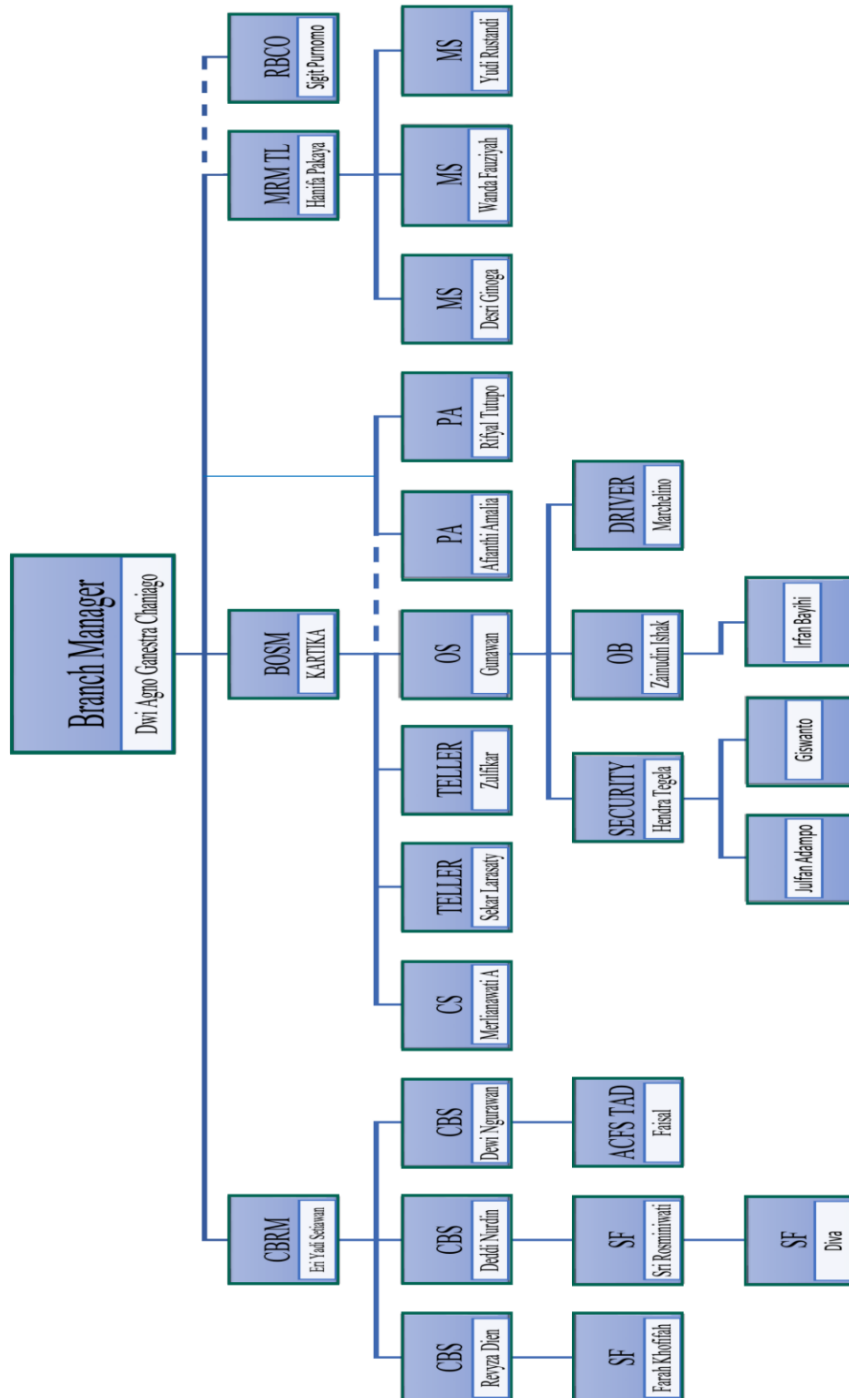 Branch Manager
Dwi Agno Ganestra Chaniago
CBRM
Eri Yadi Setiawan
BOSM
KARTIKA
MRM TL
Hanifa Pakaya
RBCO
Sigit Purnomo
CBS
Revyza Dien
CBS
Deddi Nurdin
CBS
Dewi Ngurawan
CS
Merlianawati A
TELLER
Sekar Larasaty
TELLER
Zulfikar
OS
Gunawan
PA
Afianthi Amalia
PA
Rifyal Tutupo
MS
Desri Ginoga
MS
Wanda Fauziyah
MS
Yudi Rustandi
SF
Farah Khofifah
SF
Sri Rosminiwati
ACFS TAD
Faisal
SECURITY
Hendra Tegela
OB
Zainudin Ishak
DRIVER
Marchelino
SF
Diva
Julfan Adampo
Giswanto
Irfan Bayihi